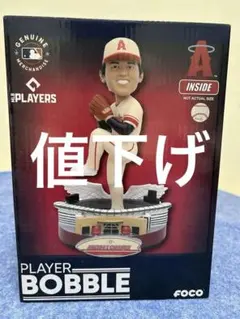 GENUINE
MERCHANDISE
PLAYERS
A
INSIDE
NOT ACTUAL SIZE
値下げ
PLAYER
BOBBLE
FOCO